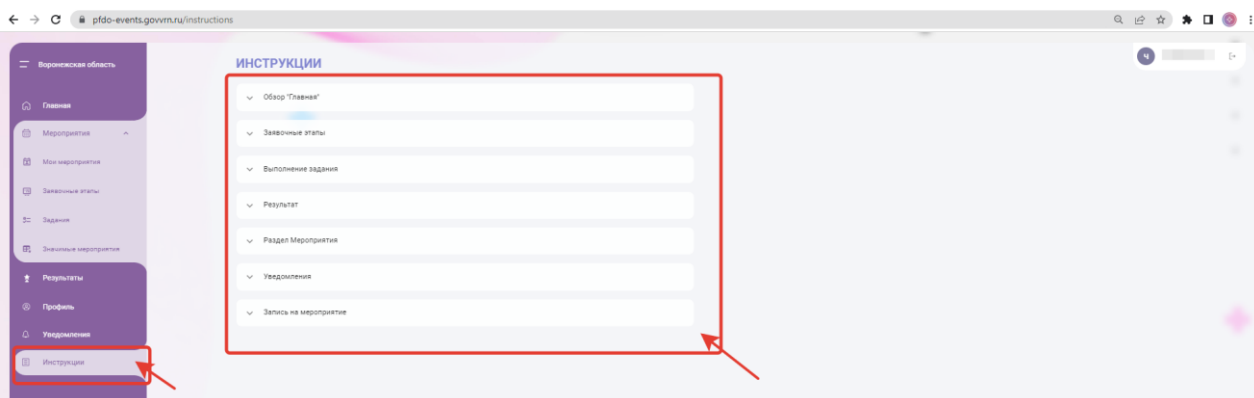 pfdo-events.govvrn.ru/instructions
Воронежская область
Главная
Мероприятия
Мои мероприятия
Заявочные этапы
Задания
Значимые мероприятия
Результаты
Профиль
Уведомления
Инструкции
ИНСТРУКЦИИ
Обзор "Главная"
Заявочные этапы
Выполнение задания
Результат
Раздел Мероприятия
Уведомления
Запись на мероприятие
Ч